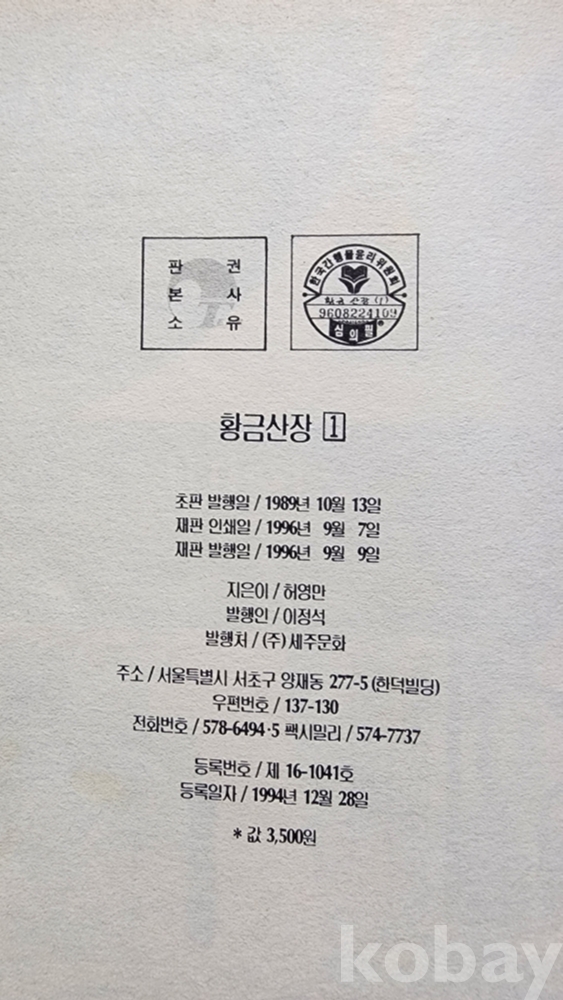 판 권
본 사
소 유
한국간행물윤리위원회
황금산장 (1)
9608224109
심의필
황금산장 1
초판 발행일 / 1989년 10월 13일
재판 인쇄일 / 1996년 9월 7일
재판 발행일 / 1996년 9월 9일
지은이 / 허영만
발행인 / 이정석
발행처 / (주)세주문화
주소 / 서울특별시 서초구 양재동 277-5 (한덕빌딩)
우편번호 / 137-130
전화번호 / 578-6494·5 팩시밀리 / 574-7737
등록번호 / 제 16-1041호
등록일자 / 1994년 12월 28일
* 값 3,500원
kobay